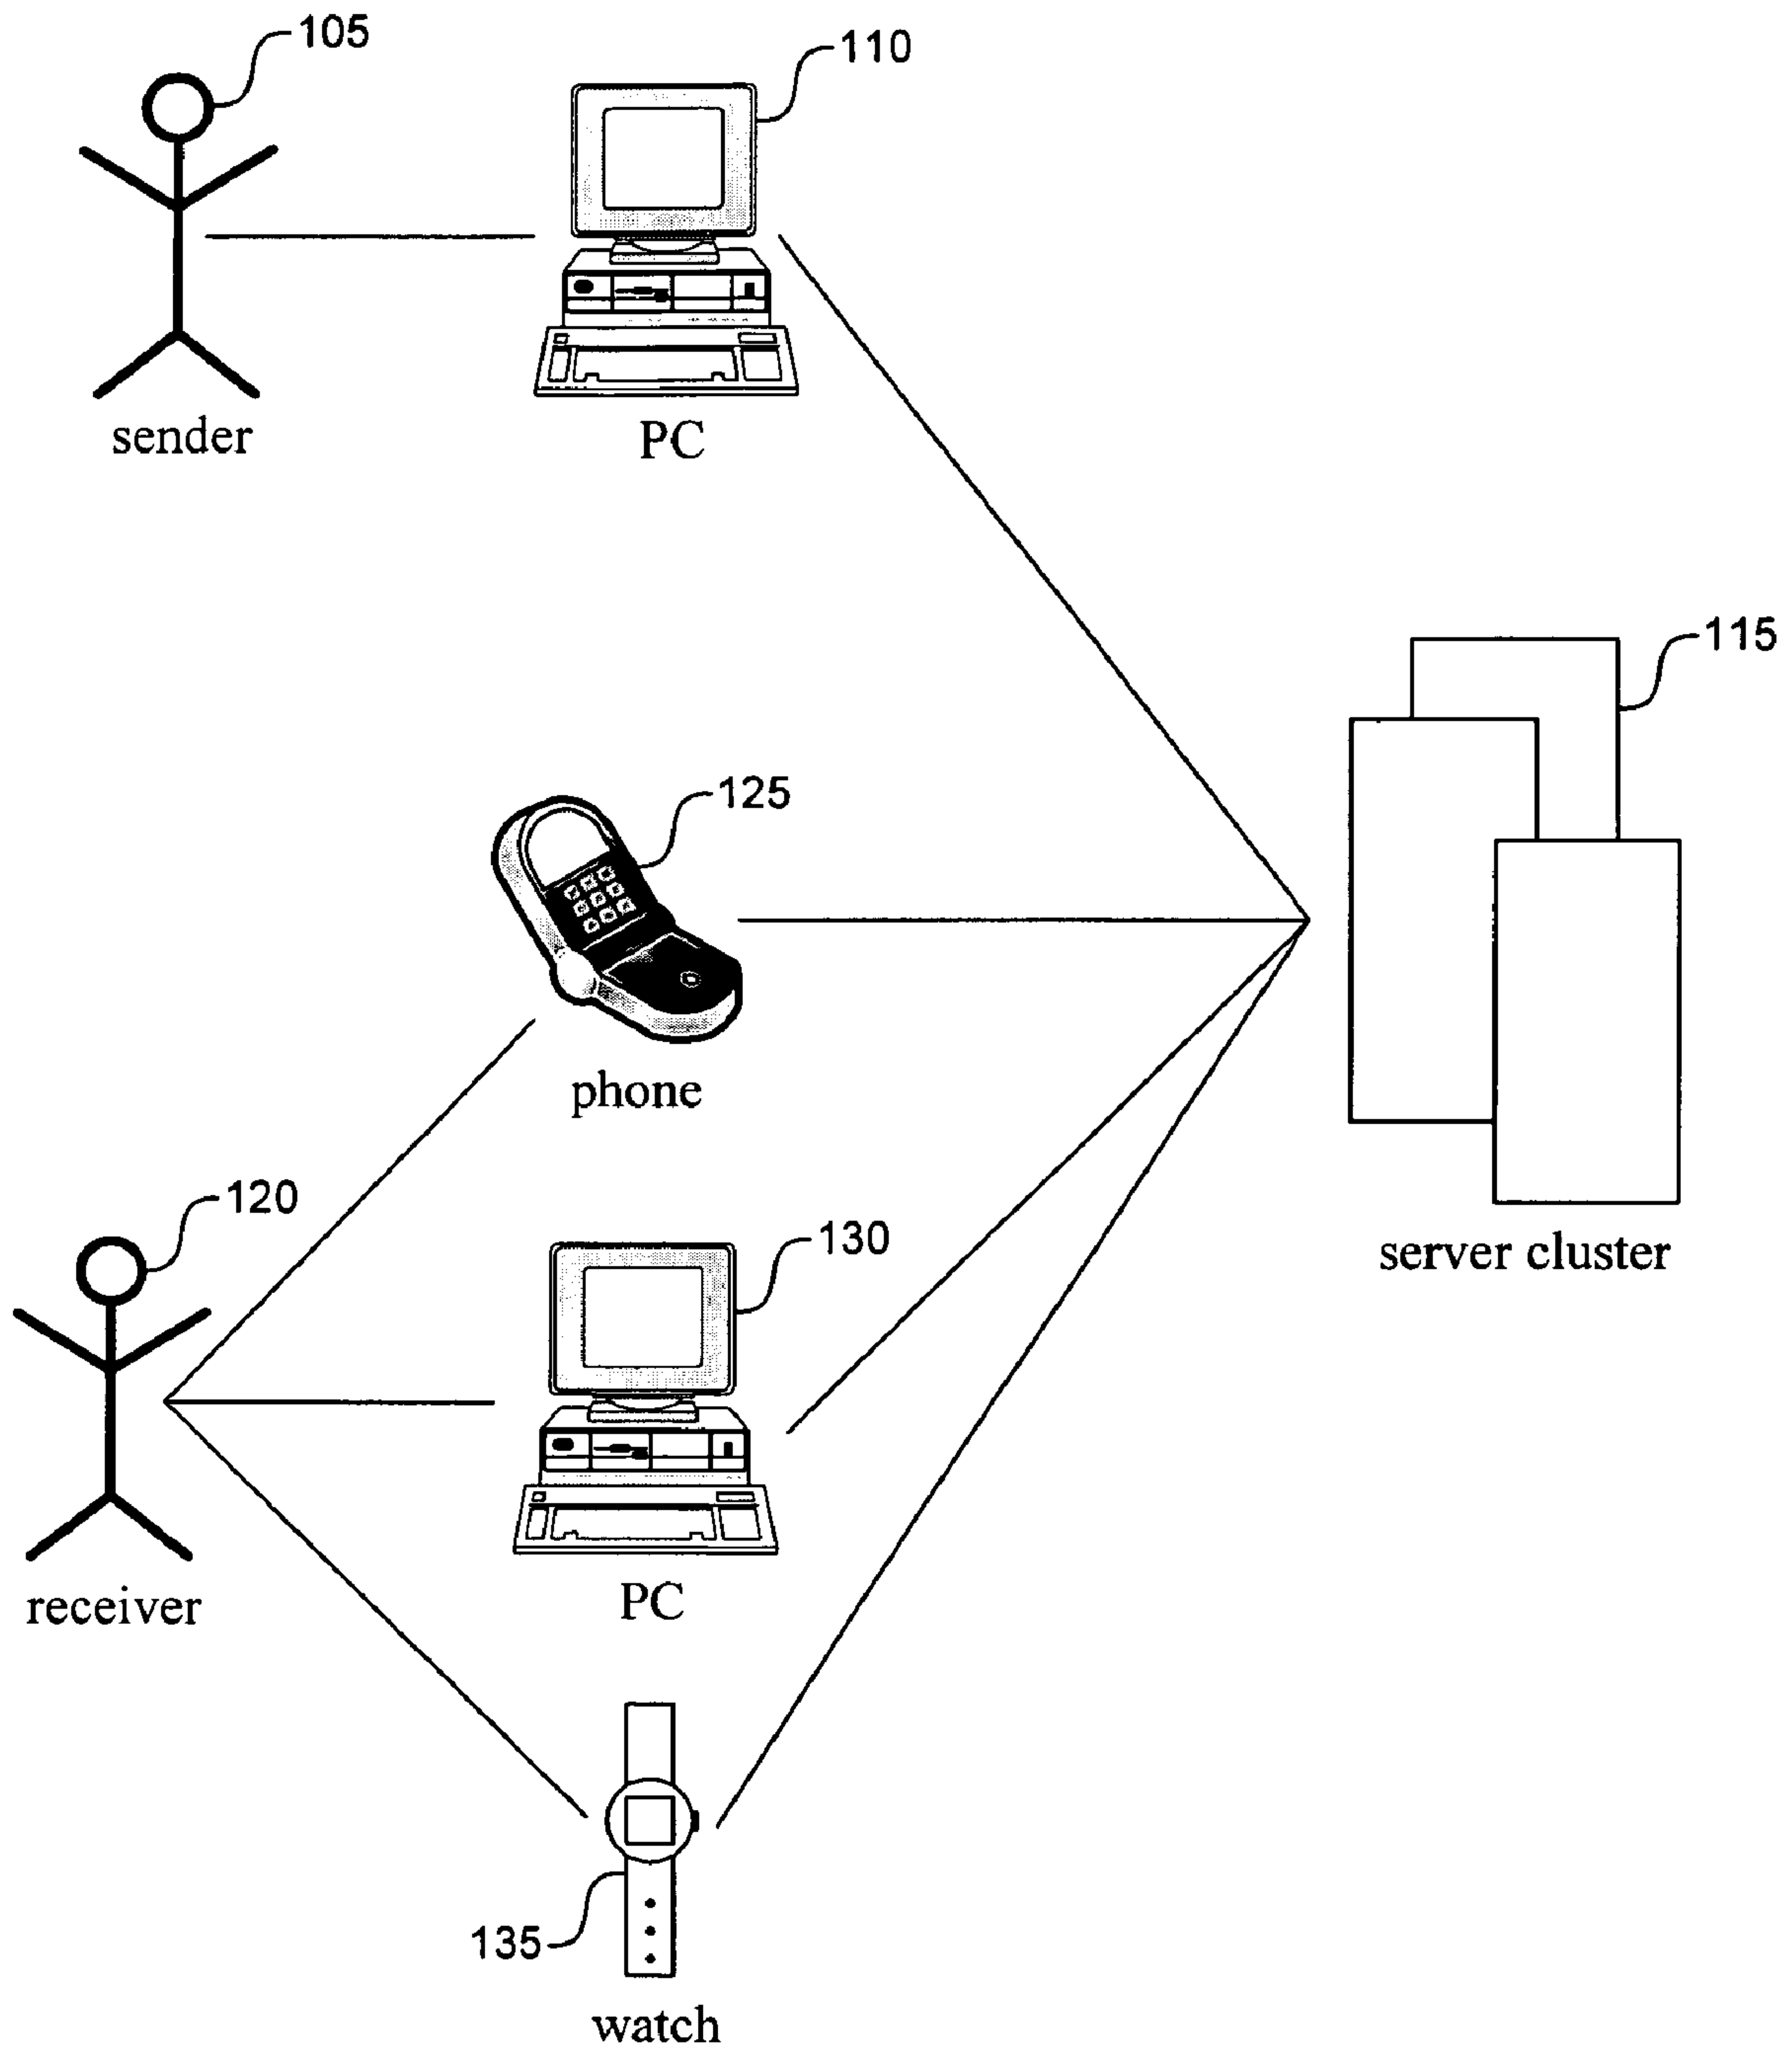 105
110
sender
PC
115
125
phone
120
130
server cluster
receiver
PC
135
watch